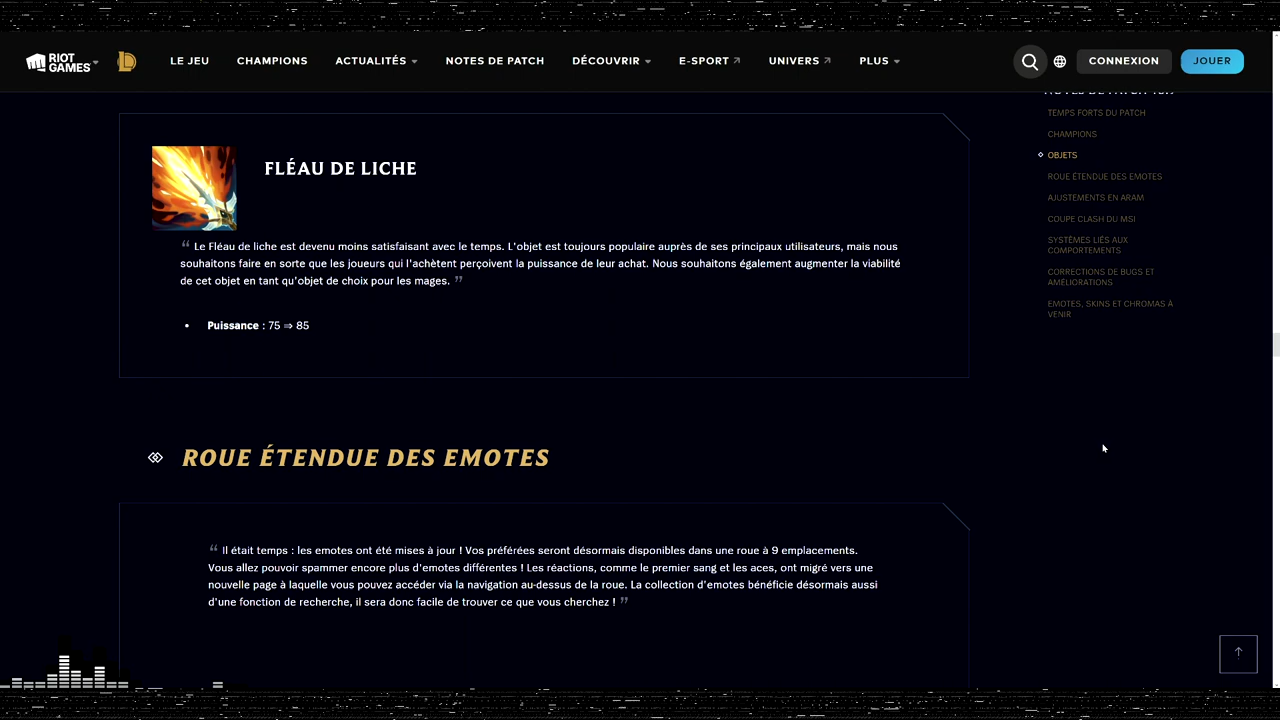 RIOT GAMES LE JEU CHAMPIONS ACTUALITÉS NOTES DE PATCH DÉCOUVRIR E-SPORT UNIVERS PLUS CONNEXION JOUER
TEMPS FORTS DU PATCH
CHAMPIONS
OBJETS
ROUE ÉTENDUE DES EMOTES
AJUSTEMENTS EN ARAM
COUPE CLASH DU MSI
SYSTÈMES LIÉS AUX
COMPORTEMENTS
CORRECTIONS DE BUGS ET
AMÉLIORATIONS
EMOTES, SKINS ET CHROMAS À
VENIR
FLÉAU DE LICHE
“ Le Fléau de liche est devenu moins satisfaisant avec le temps. L'objet est toujours populaire auprès de ses principaux utilisateurs, mais nous
souhaitons faire en sorte que les joueurs qui l'achètent perçoivent la puissance de leur achat. Nous souhaitons également augmenter la viabilité
de cet objet en tant qu'objet de choix pour les mages. ”
• Puissance : 75 ⇒ 85
ROUE ÉTENDUE DES EMOTES
“ Il était temps : les emotes ont été mises à jour ! Vos préférées seront désormais disponibles dans une roue à 9 emplacements.
Vous allez pouvoir spammer encore plus d'emotes différentes ! Les réactions, comme le premier sang et les aces, ont migré vers une
nouvelle page à laquelle vous pouvez accéder via la navigation au-dessus de la roue. La collection d'emotes bénéficie désormais aussi
d'une fonction de recherche, il sera donc facile de trouver ce que vous cherchez ! ”